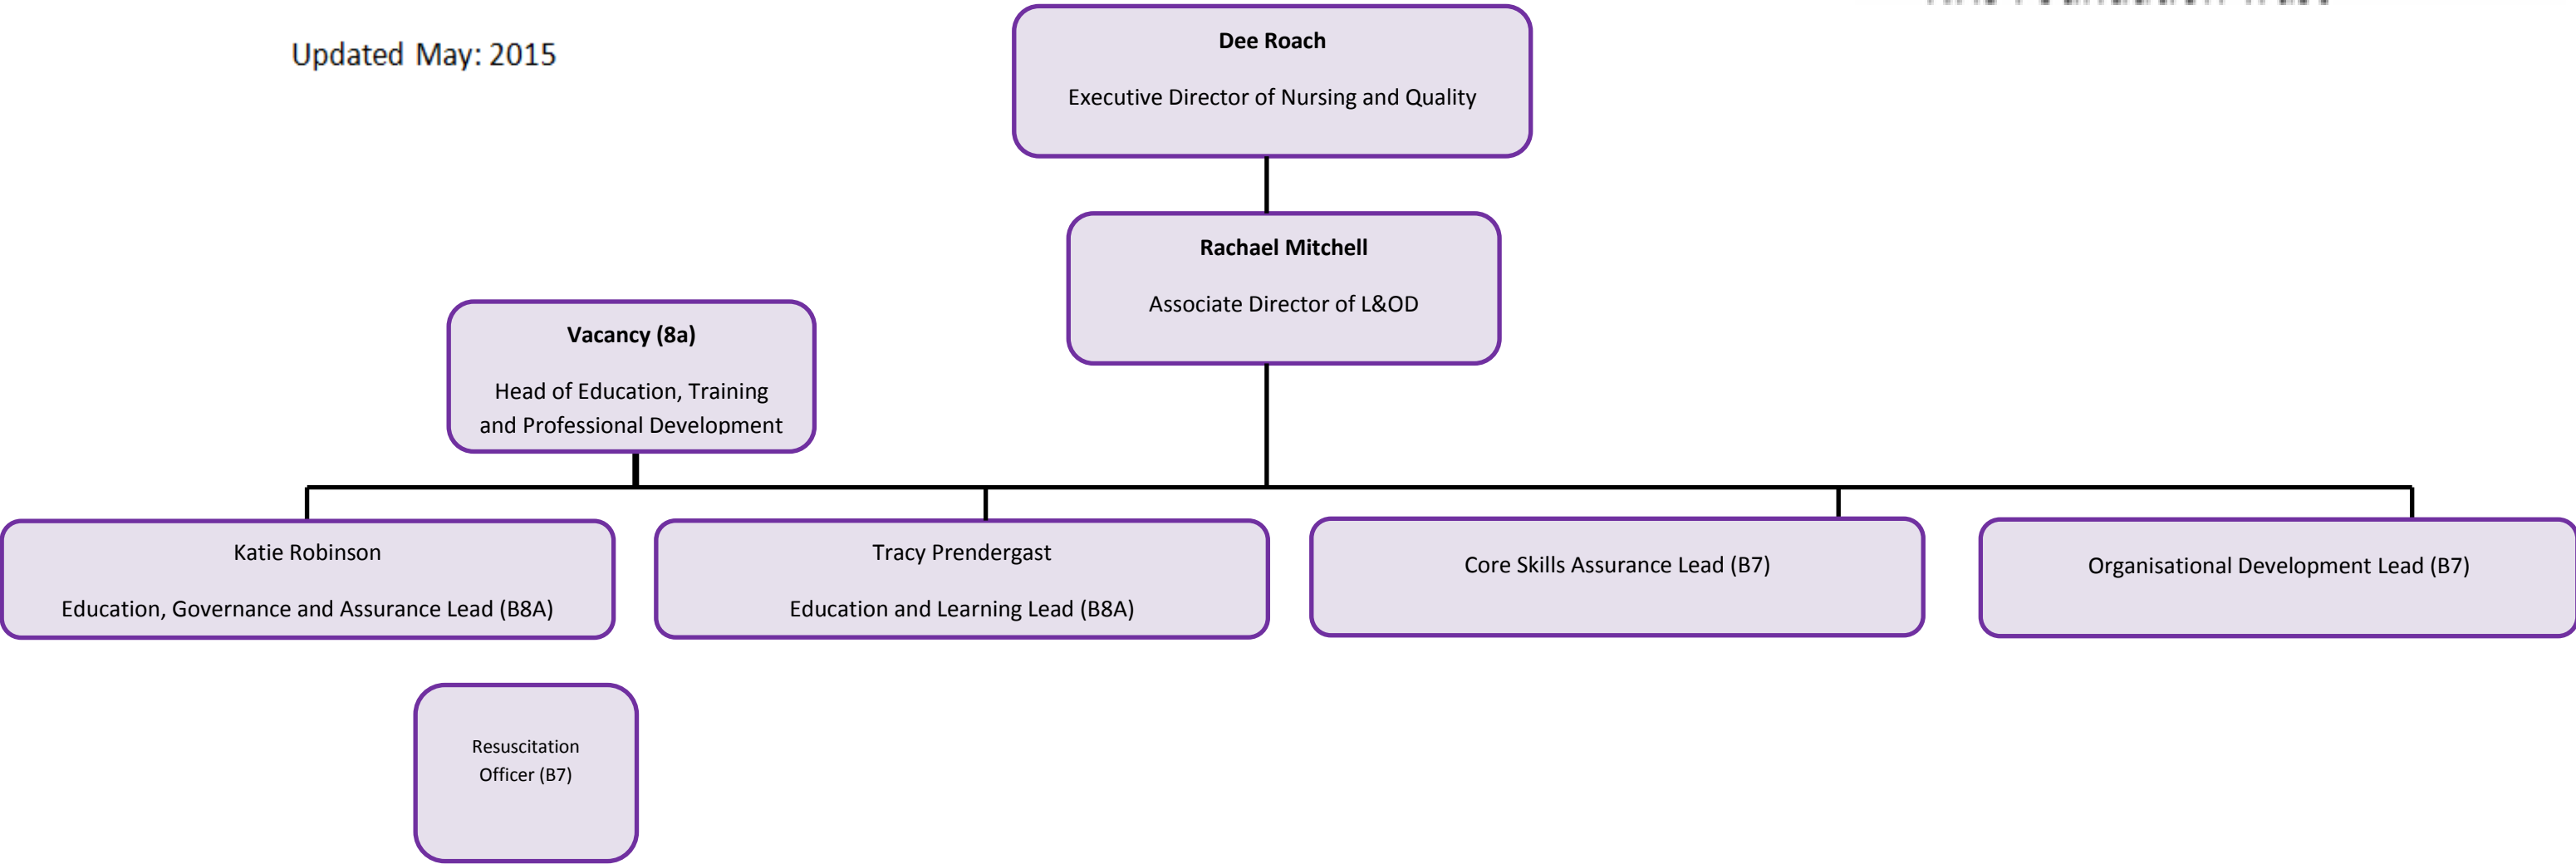 Updated May: 2015
Dee Roach
Executive Director of Nursing and Quality
Rachael Mitchell
Associate Director of L&OD
Vacancy (8a)
Head of Education, Training
and Professional Development
Katie Robinson
Education, Governance and Assurance Lead (B8A)
Tracy Prendergast
Education and Learning Lead (B8A)
Core Skills Assurance Lead (B7)
Organisational Development Lead (B7)
Resuscitation
Officer (B7)